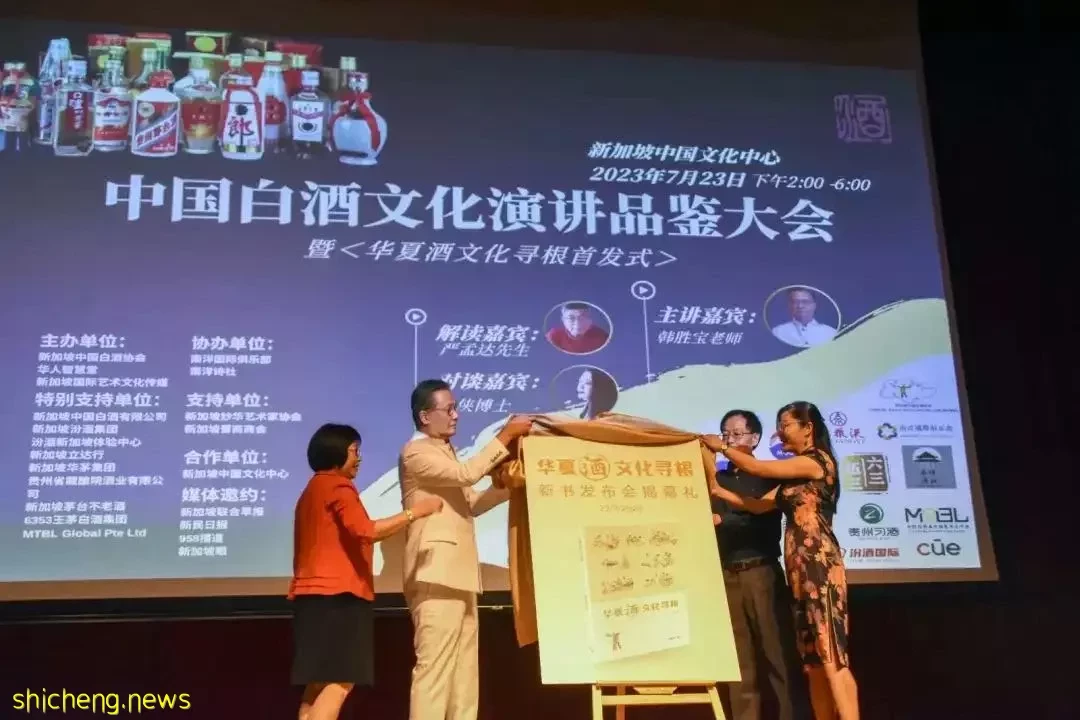 酒
新加坡中国文化中心
2023年7月23日 下午2:00 -6:00
中国白酒文化演讲品鉴大会
暨＜华夏酒文化寻根首发式＞
主讲嘉宾：
韩胜宝老师
解读嘉宾：
严孟达先生
对谈嘉宾：
侠博士
主办单位：
新加坡中国白酒协会
华人智慧堂
新加坡国际艺术文化传媒
特别支持单位：
新加坡中国白酒有限公司
新加坡汾酒集团
汾酒新加坡体验中心
新加坡立达行
新加坡华茅集团
贵州省酿酒院酒业有限公
司
新加坡茅台不老酒
6353王茅白酒集团
MTBL Global Pte Ltd
协办单位：
南洋国际俱乐部
南洋诗社
支持单位：
新加坡妙华艺术家协会
新加坡晋商商会
合作单位：
新加坡中国文化中心
媒体邀约：
新加坡联合早报
新民日报
958播道
新加坡眼
华夏酒文化寻根
新书发布会揭幕礼
华夏酒文化寻根
六
三
贵州习酒
MTBL
汾酒国际
cūe
郎
shicheng.news